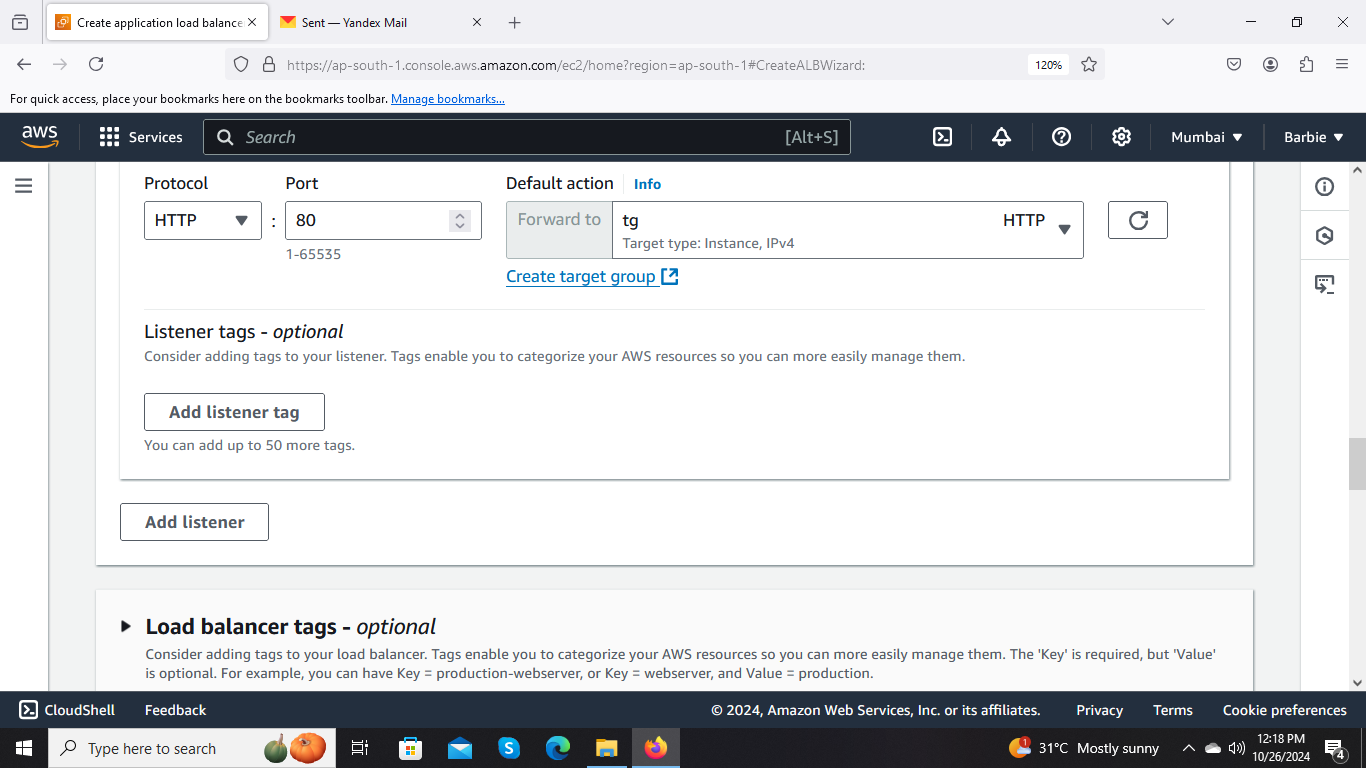 Create application load balance
Sent — Yandex Mail
https://ap-south-1.console.aws.amazon.com/ec2/home?region=ap-south-1#CreateALBWizard:
120%
For quick access, place your bookmarks here on the bookmarks toolbar. Manage bookmarks...
aws
Services
Search
[Alt+S]
Mumbai
Barbie
Protocol
Port
Default action
Info
HTTP
:
80
Forward to
tg
HTTP
Target type: Instance, IPv4
1-65535
Create target group
Listener tags - optional
Consider adding tags to your listener. Tags enable you to categorize your AWS resources so you can more easily manage them.
Add listener tag
You can add up to 50 more tags.
Add listener
Load balancer tags - optional
Consider adding tags to your load balancer. Tags enable you to categorize your AWS resources so you can more easily manage them. The 'Key' is required, but 'Value'
is optional. For example, you can have Key = production-webserver, or Key = webserver, and Value = production.
CloudShell
Feedback
© 2024, Amazon Web Services, Inc. or its affiliates.
Privacy
Terms
Cookie preferences
Type here to search
1
31°C Mostly sunny
12:18 PM
10/26/2024
4